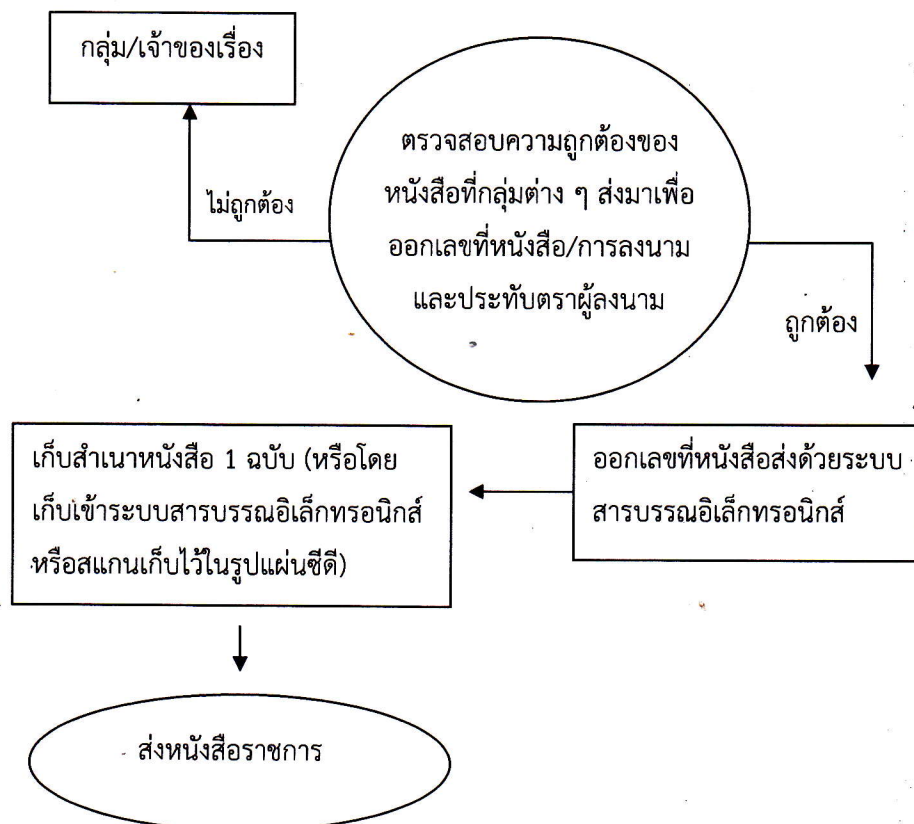 กลุ่ม/เจ้าของเรื่อง
ตรวจสอบความถูกต้องของ
หนังสือที่กลุ่มต่าง ๆ ส่งมาเพื่อ
ออกเลขที่หนังสือ/การลงนาม
และประทับตราผู้ลงนาม
ไม่ถูกต้อง
ถูกต้อง
ออกเลขที่หนังสือส่งด้วยระบบ
สารบรรณอิเล็กทรอนิกส์
เก็บสำเนาหนังสือ 1 ฉบับ (หรือโดย
เก็บเข้าระบบสารบรรณอิเล็กทรอนิกส์
หรือสแกนเก็บไว้ในรูปแผ่นซีดี)
ส่งหนังสือราชการ